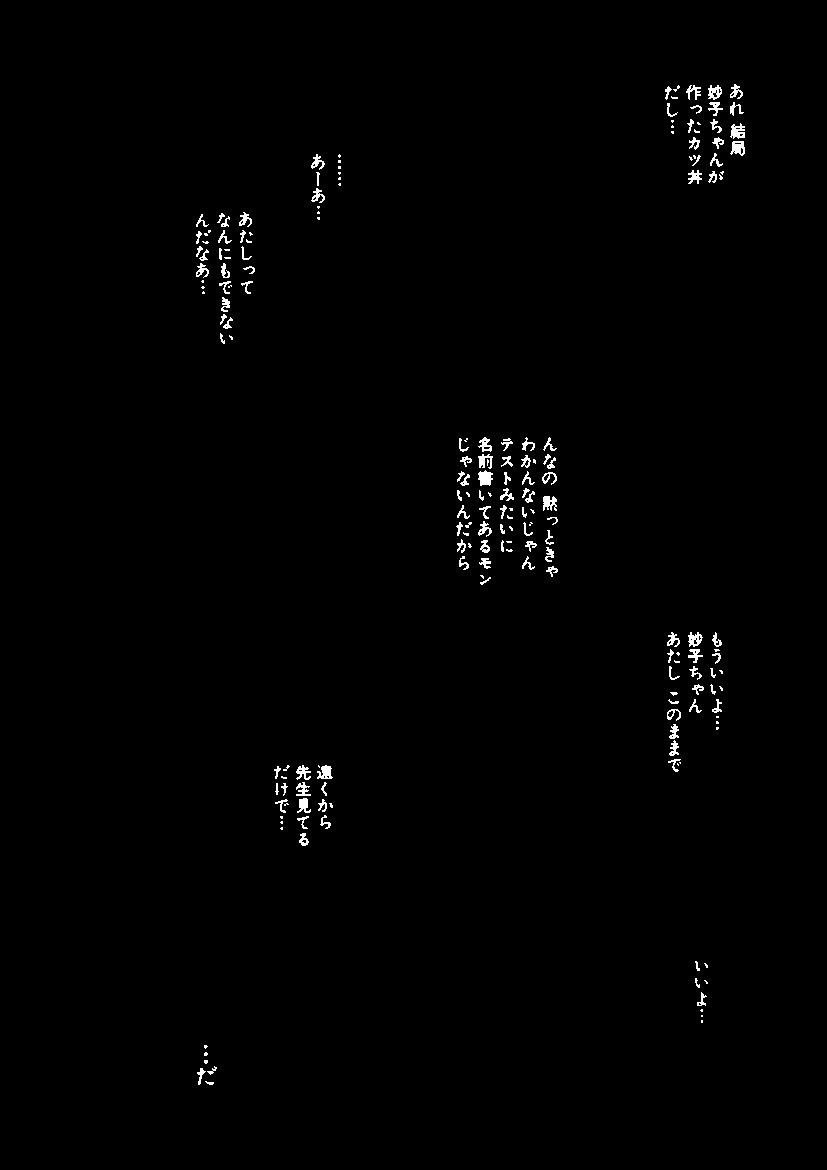 あれ 結局
妙子ちゃんが
作ったカツ丼
だし…
……
あーあ…
あたしって
なんにもできない
んだなあ…
んなの 黙っときゃ
わかんないじゃん
テストみたいに
名前書いてあるモン
じゃないんだから
もういいよ…
妙子ちゃん
あたし このままで
遠くから
先生見てる
だけで…
いいよ…
…だ